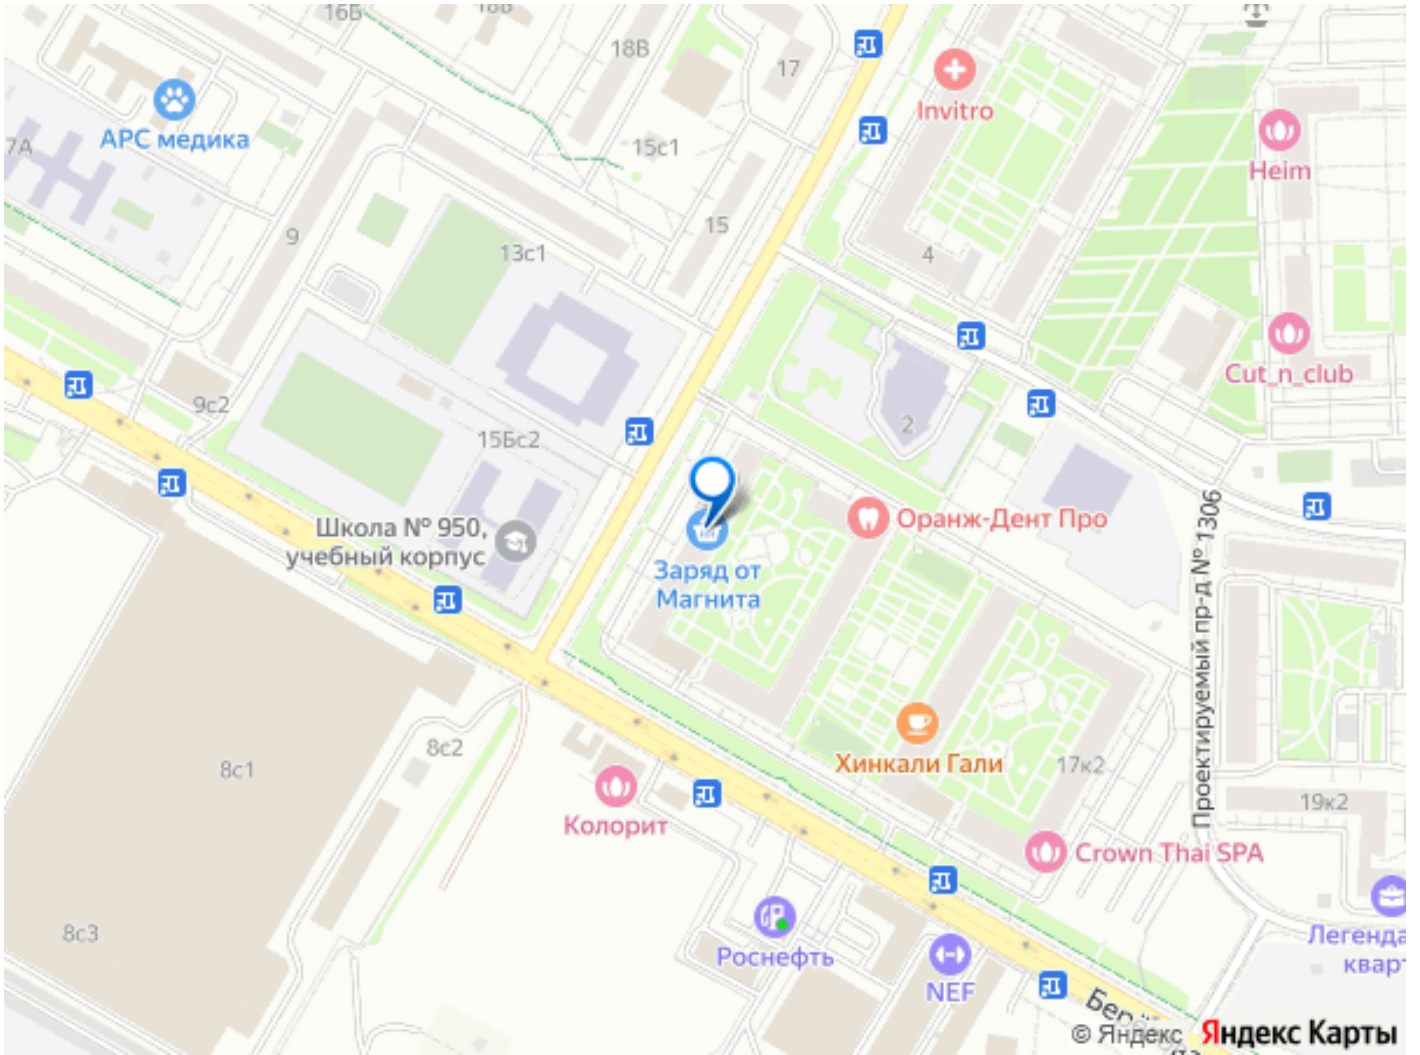 16Б
18В
17
Invitro
АРС медика
7А
15с1
Heim
9
13с1
15
4
Cut_n_club
9с2
15Бс2
2
Школа № 950,
учебный корпус
Оранж-Дент Про
Заряд от
Магнита
Проектируемый пр-д № 1306
8с2
8с1
Хинкали Гали
17к2
19к2
Колорит
Crown Thai SPA
8с3
Роснефть
NEF
Легенда
кварт
© Яндекс Яндекс Карты